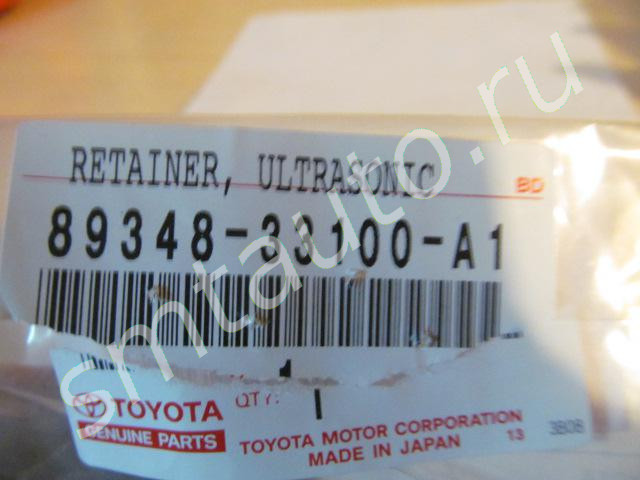 RETAINER, ULTRASONIC
BD
89348-33100-A1
1
TOYOTA
QTY:
GENUINE PARTS
TOYOTA MOTOR CORPORATION
MADE IN JAPAN 13
3B08
smtauto.ru